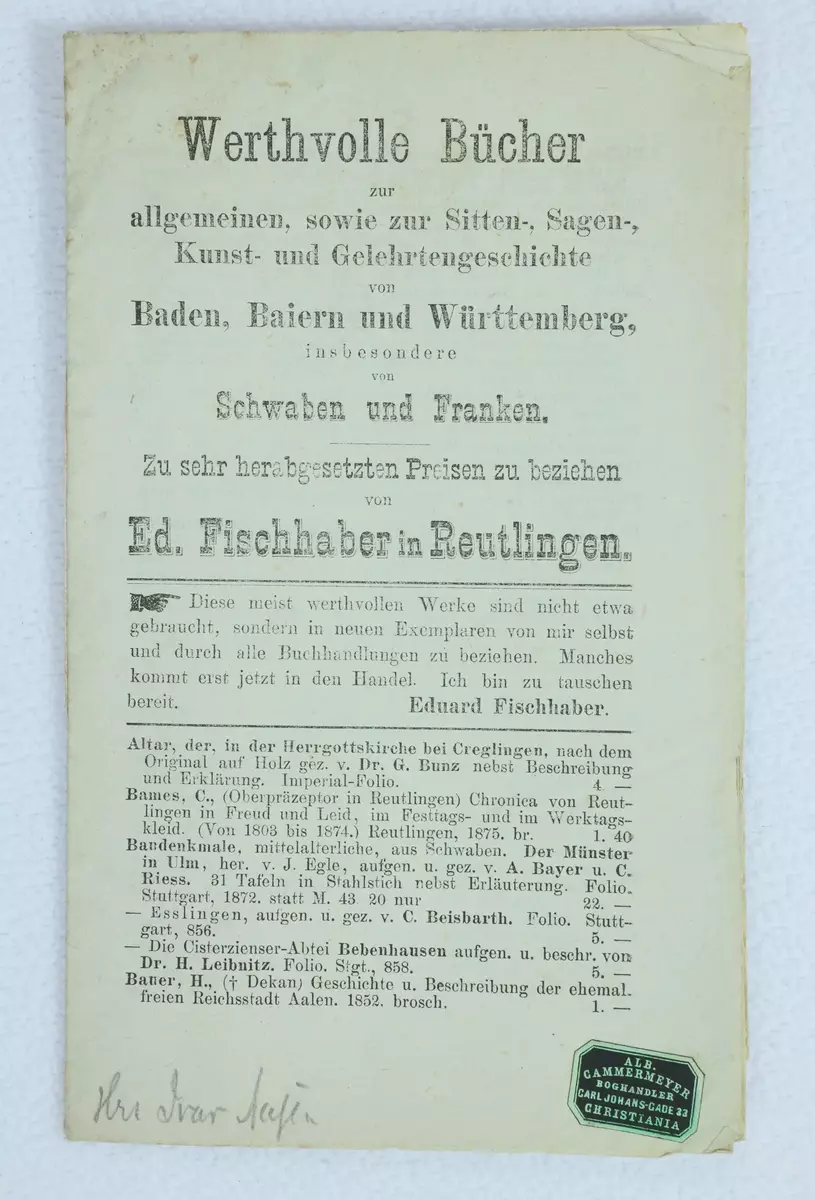 Werthvolle Bücher
zur
allgemeinen, sowie zur Sitten-, Sagen-,
Kunst- und Gelehrtengeschichte
von
Baden, Baiern und Württemberg,
insbesondere
von
Schwaben und Franken.
Zu sehr herabgesetzten Preisen zu beziehen
von
Ed. Fischhaber in Reutlingen.
☛ Diese meist werthvollen Werke sind nicht etwa
gebraucht, sondern in neuen Exemplaren von mir selbst
und durch alle Buchhandlungen zu beziehen. Manches
kommt erst jetzt in den Handel. Ich bin zu tauschen
bereit. Eduard Fischhaber.
Altar, der, in der Herrgottskirche bei Creglingen, nach dem
Original auf Holz gez. v. Dr. G. Bunz nebst Beschreibung
und Erklärung. Imperial-Folio. 4 —
Bames, C., (Oberpräzeptor in Reutlingen) Chronica von Reut-
lingen in Freud und Leid, im Festtags- und im Werktags-
kleid. (Von 1803 bis 1874.) Reutlingen, 1875. br. 1. 40
Baudenkmale, mittelalterliche, aus Schwaben. Der Münster
in Ulm, her. v. J. Egle, aufgen. u. gez. v. A. Bayer u. C.
Riess. 31 Tafeln in Stahlstich nebst Erläuterung. Folio.
Stuttgart, 1872. statt M. 43 20 nur 22. —
— Esslingen, aufgen. u. gez. v. C. Beisbarth. Folio. Stutt-
gart, 856. 5. —
— Die Cisterzienser-Abtei Bebenhausen aufgen. u. beschr. von
Dr. H. Leibnitz. Folio. Stgt., 858. 5. —
Bauer, H., († Dekan) Geschichte u. Beschreibung der ehemal.
freien Reichsstadt Aalen. 1852. brosch. 1. —
Hrr Ivar Aasen
ALB.
CAMMERMEYER
BOGHANDLER
CARL JOHANS-GADE 33
CHRISTIANIA